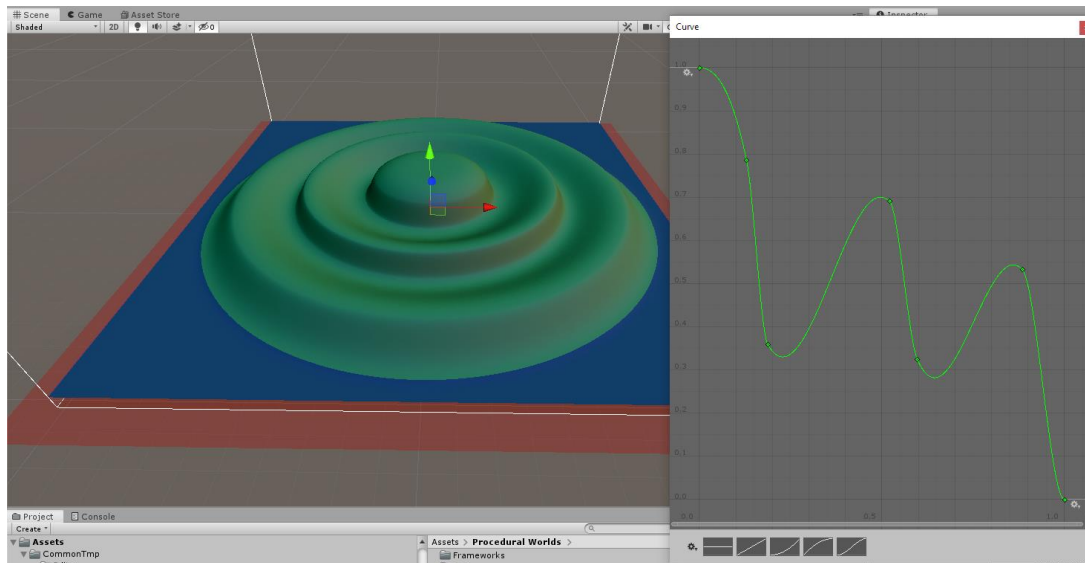 Scene Game Asset Store
Inspector
Shaded 2D 0
Curve
1.0
0.9
0.8
0.7
0.6
0.5
0.4
0.3
0.2
0.1
0.0
0.0 0.5 1.0
Project Console
Create
Assets
CommonTmp
Assets > Procedural Worlds >
Frameworks